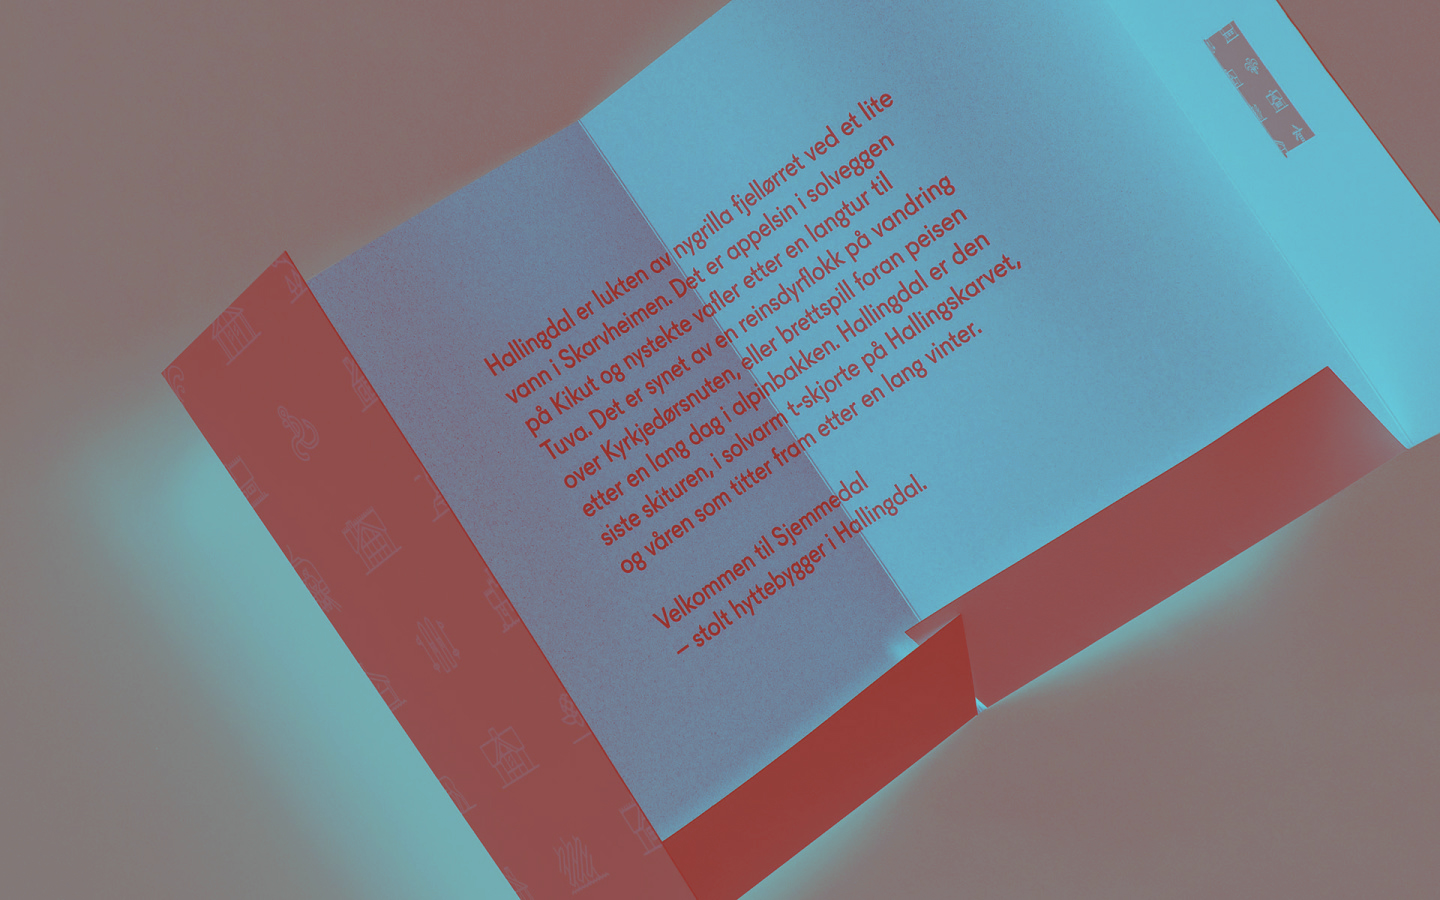 Hallingdal er lukten av nygrilla fjellørret ved et lite
vann i Skarvheimen. Det er appelsin i solveggen
på Kikut og nystekte vafler etter en langtur til
Tuva. Det er synet av en reinsdyrflokk på vandring
over Kyrkjedørsnuten, eller brettspill foran peisen
etter en lang dag i alpinbakken. Hallingdal er den
siste skituren, i solvarm t-skjorte på Hallingskarvet,
og våren som titter fram etter en lang vinter.
Velkommen til Sjemmedal
– stolt hyttebygger i Hallingdal.